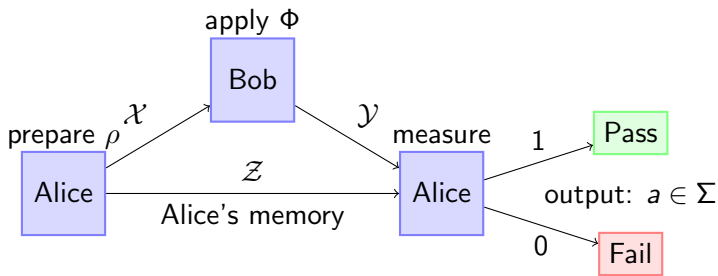 apply Φ
Bob
prepare ρ
𝒳
𝒴
measure
Alice
𝒵
Alice's memory
Alice
1
Pass
output: a ∈ Σ
0
Fail